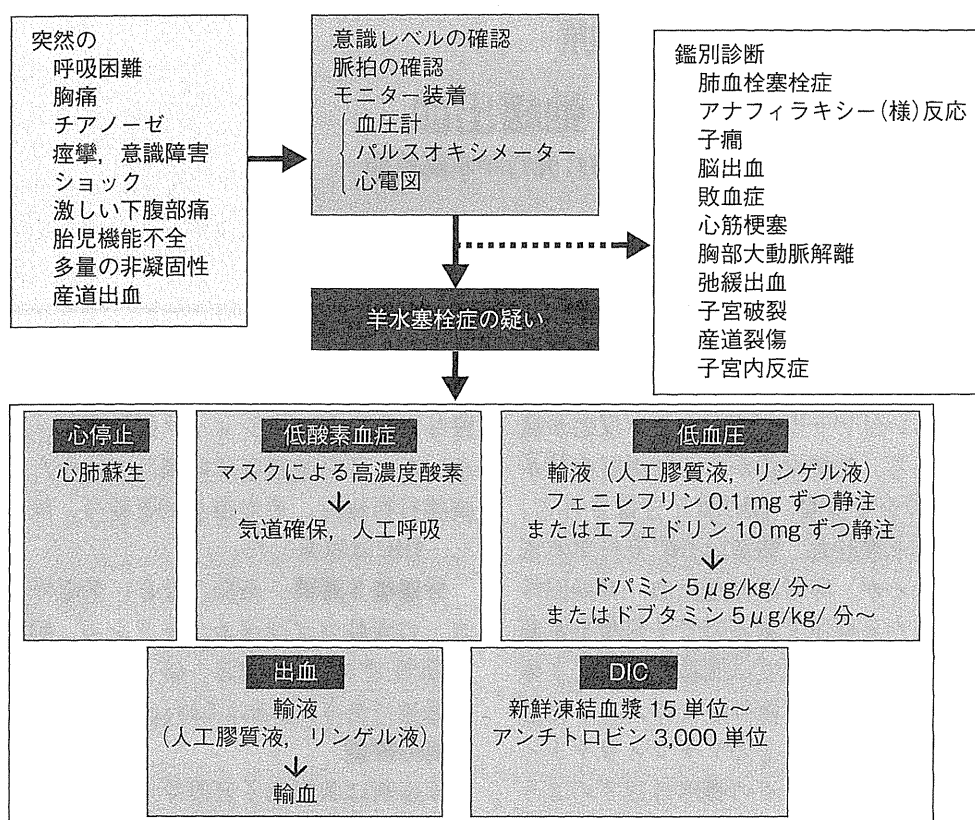 突然の
呼吸困難
胸痛
チアノーゼ
痙攣，意識障害
ショック
激しい下腹部痛
胎児機能不全
多量の非凝固性
産道出血
意識レベルの確認
脈拍の確認
モニター装着
血圧計
パルスオキシメーター
心電図
鑑別診断
肺血栓塞栓症
アナフィラキシー（様）反応
子癇
脳出血
敗血症
心筋梗塞
胸部大動脈解離
弛緩出血
子宮破裂
産道裂傷
子宮内反症
羊水塞栓症の疑い
心停止
心肺蘇生
低酸素血症
マスクによる高濃度酸素
↓
気道確保，人工呼吸
低血圧
輸液（人工膠質液，リンゲル液）
フェニレフリン 0.1 mg ずつ静注
またはエフェドリン 10 mg ずつ静注
↓
ドパミン 5μg/kg/ 分～
またはドブタミン 5μg/kg/ 分～
出血
輸液
（人工膠質液，リンゲル液）
↓
輸血
DIC
新鮮凍結血漿 15 単位～
アンチトロビン 3,000 単位